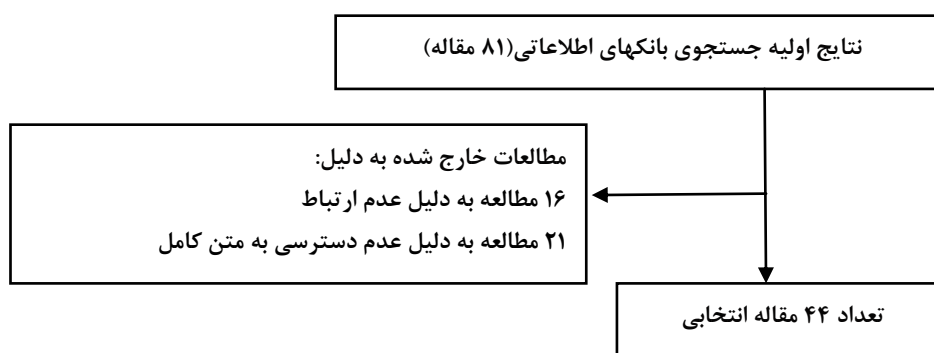 نتایج اولیه جستجوی بانکهای اطلاعاتی(۸۱ مقاله)
مطالعات خارج شده به دلیل:
۱۶ مطالعه به دلیل عدم ارتباط
۲۱ مطالعه به دلیل عدم دسترسی به متن کامل
تعداد ۴۴ مقاله انتخابی